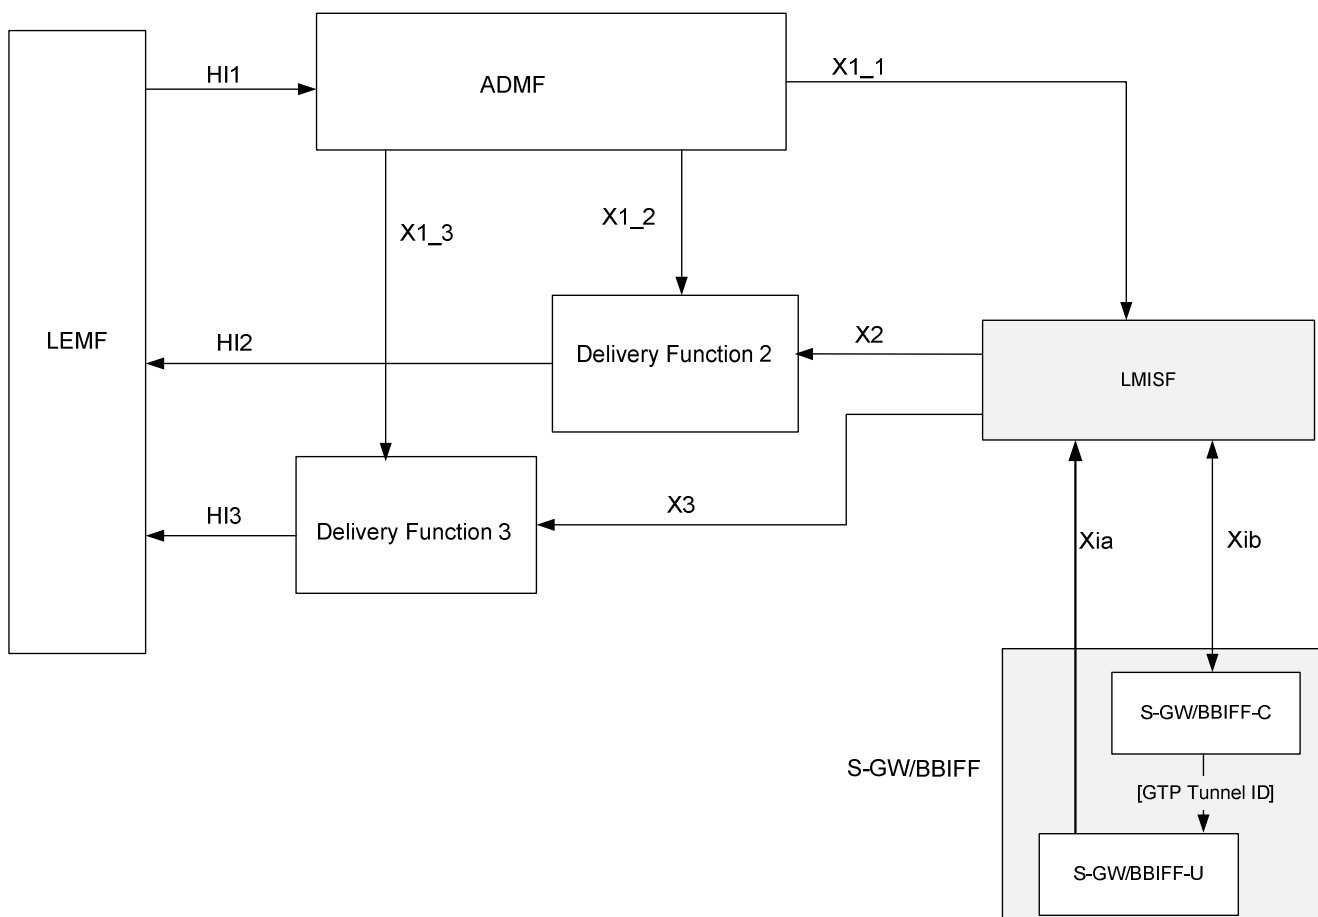 HI1
ADMF
X1_1
X1_3
X1_2
LEMF
HI2
Delivery Function 2
X2
LMISF
HI3
Delivery Function 3
X3
Xia
Xib
S-GW/BBIFF-C
S-GW/BBIFF
[GTP Tunnel ID]
S-GW/BBIFF-U